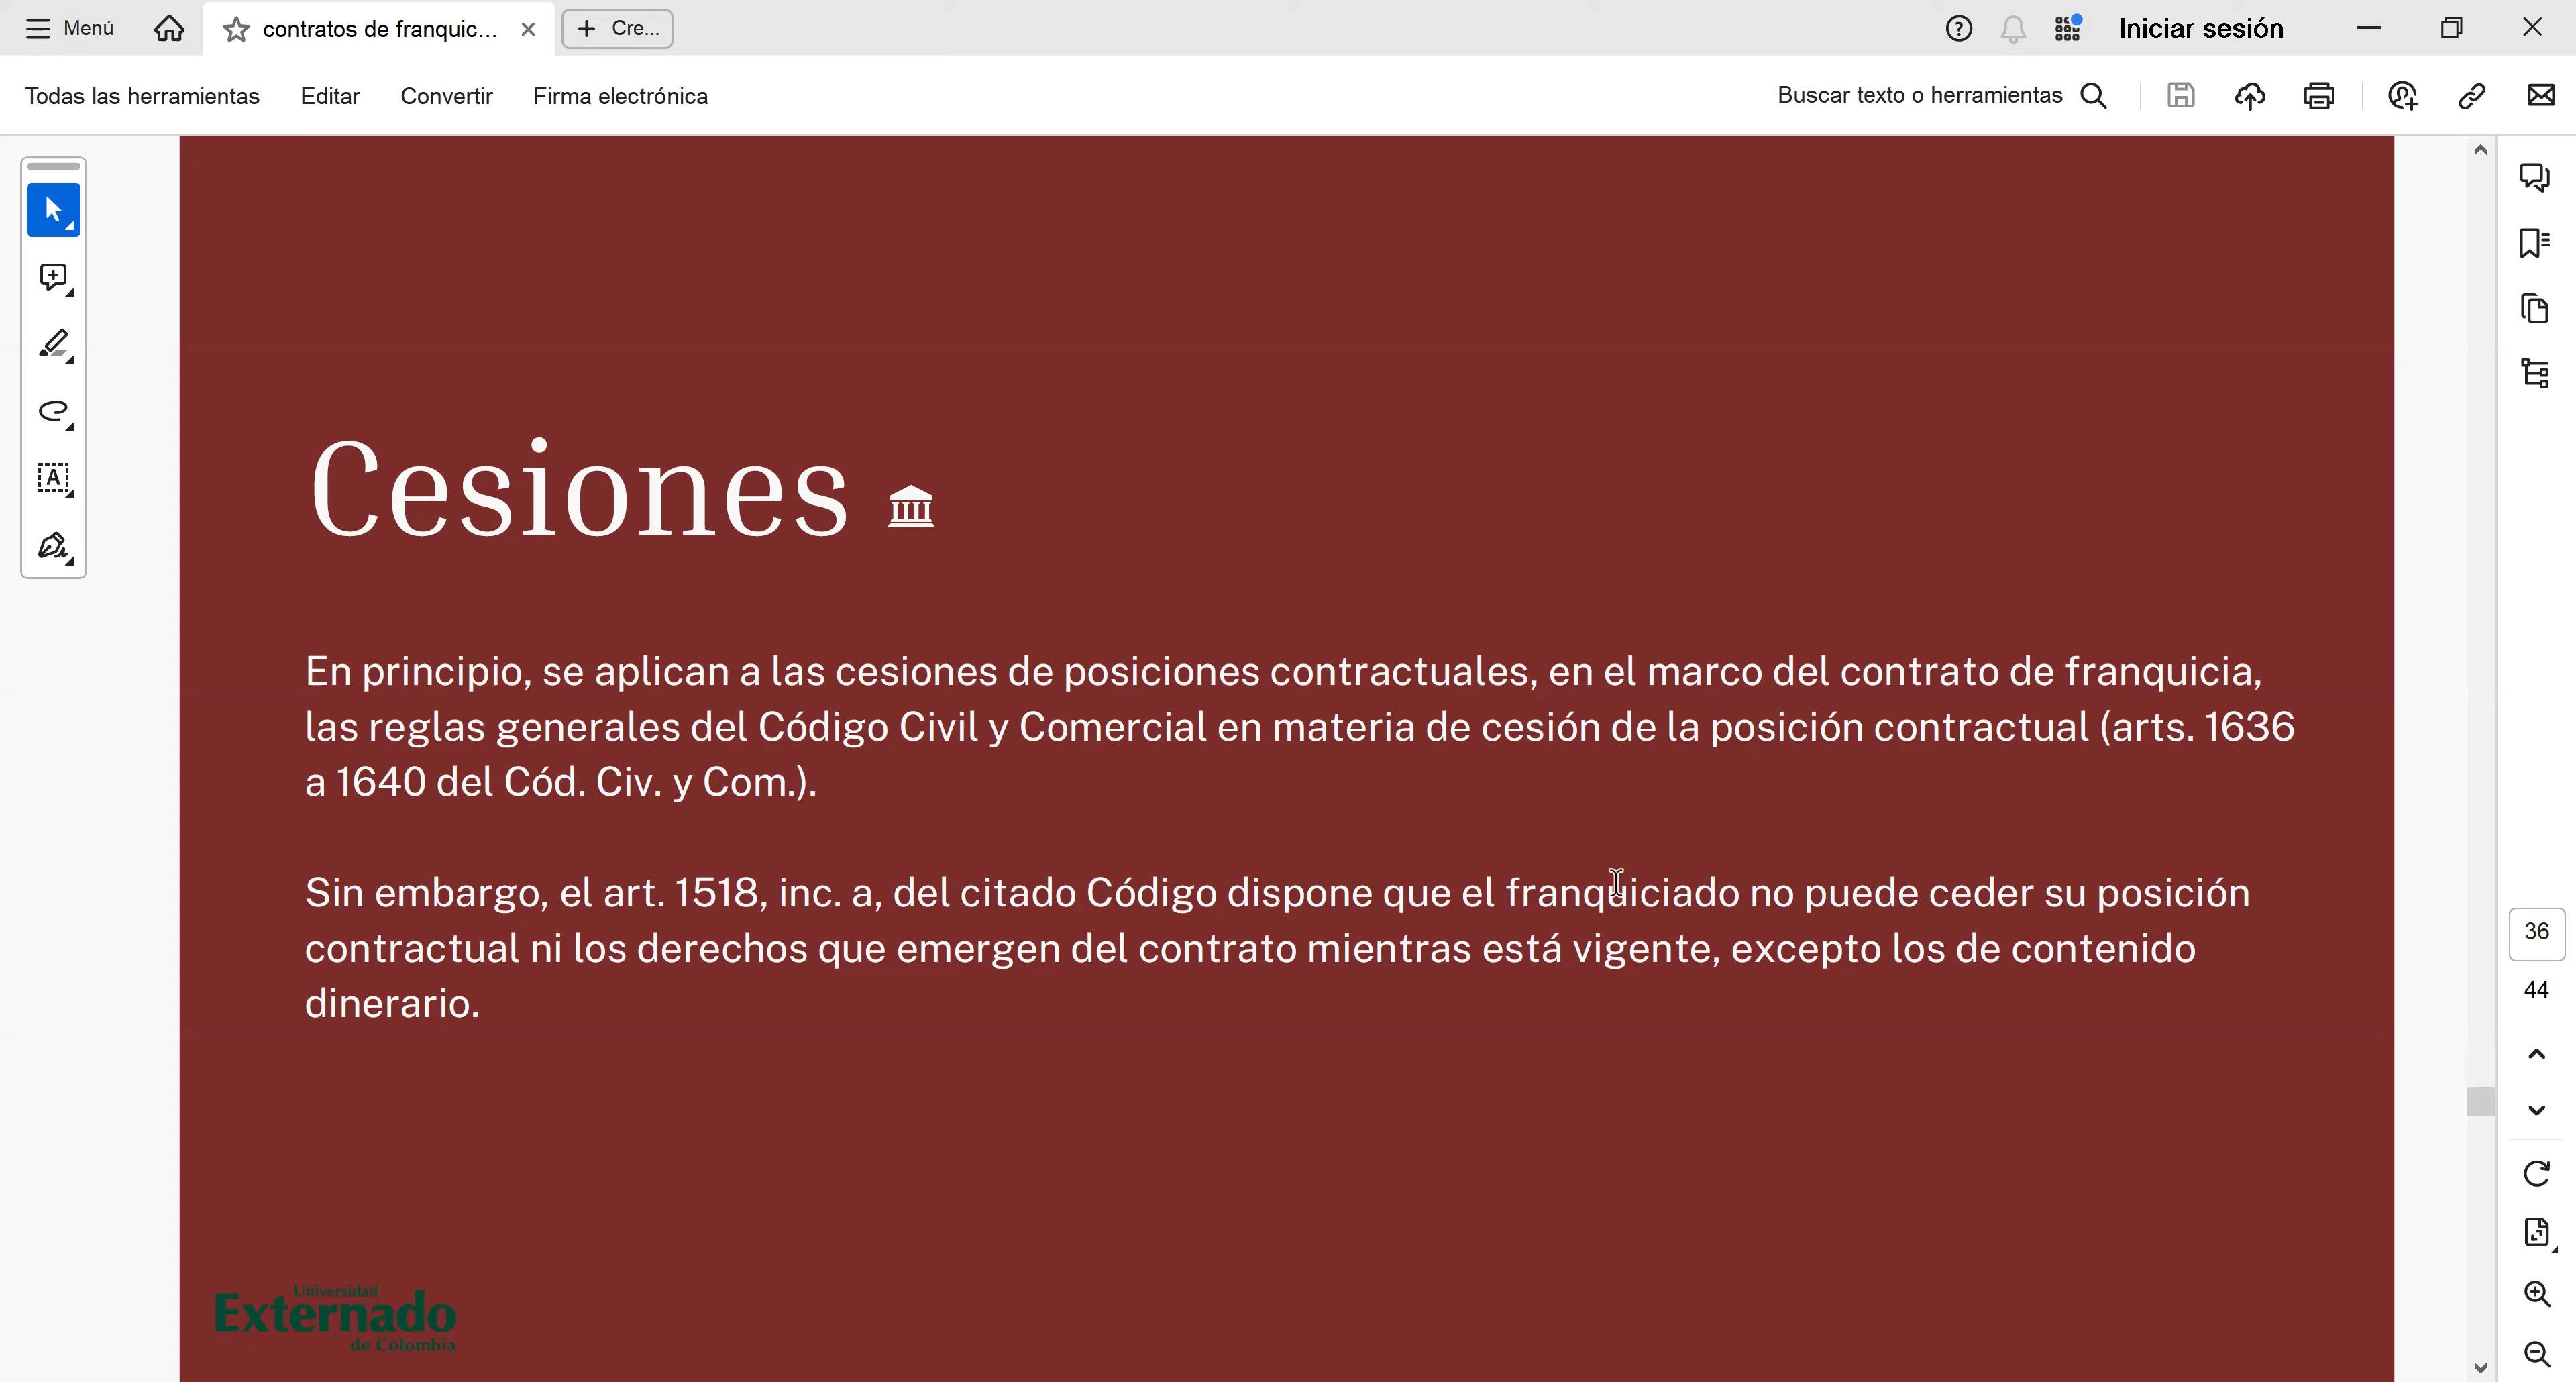 Menú
contratos de franquic...
Cre...
Iniciar sesión
Todas las herramientas
Editar
Convertir
Firma electrónica
Buscar texto o herramientas
Cesiones
En principio, se aplican a las cesiones de posiciones contractuales, en el marco del contrato de franquicia,
las reglas generales del Código Civil y Comercial en materia de cesión de la posición contractual (arts. 1636
a 1640 del Cód. Civ. y Com.).
Sin embargo, el art. 1518, inc. a, del citado Código dispone que el franquiciado no puede ceder su posición
contractual ni los derechos que emergen del contrato mientras está vigente, excepto los de contenido
dinerario.
36
44
Universidad
Externado
de Colombia